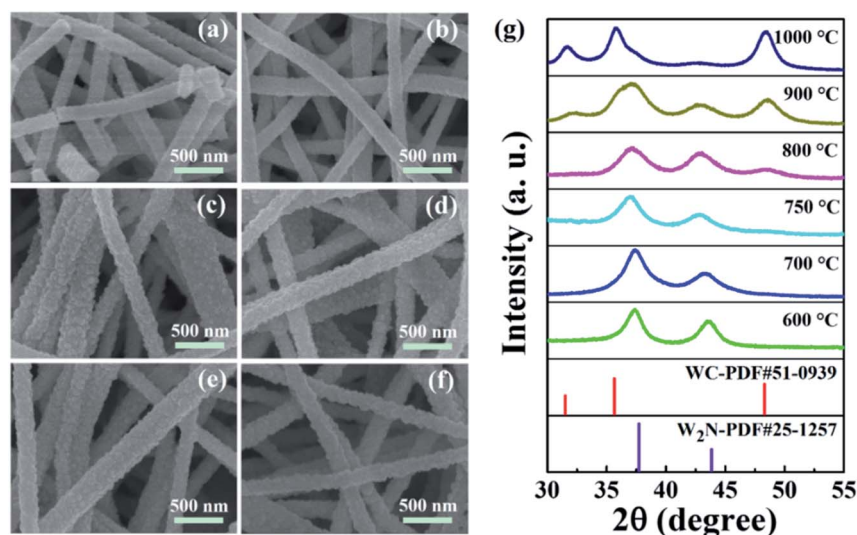 (a)
500 nm
(b)
500 nm
(c)
500 nm
(d)
500 nm
(e)
500 nm
(f)
500 nm
(g)
Intensity (a. u.)
1000 °C
900 °C
800 °C
750 °C
700 °C
600 °C
WC-PDF#51-0939
W₂N-PDF#25-1257
30 35 40 45 50 55
2θ (degree)